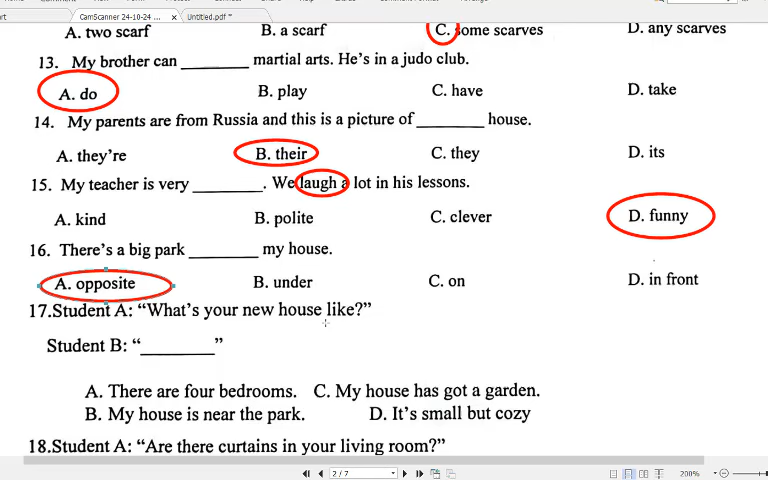 CamScanner 24-10-24 ... × Untitled.pdf *
A. two scarf B. a scarf C. some scarves D. any scarves
13. My brother can ________ martial arts. He's in a judo club.
A. do B. play C. have D. take
14. My parents are from Russia and this is a picture of ________ house.
A. they're B. their C. they D. its
15. My teacher is very ________. We laugh a lot in his lessons.
A. kind B. polite C. clever D. funny
16. There's a big park ________ my house.
A. opposite B. under C. on D. in front
17.Student A: “What's your new house like?”
Student B: “________”
A. There are four bedrooms. C. My house has got a garden.
B. My house is near the park. D. It's small but cozy
18.Student A: “Are there curtains in your living room?”
2 / 7 200%